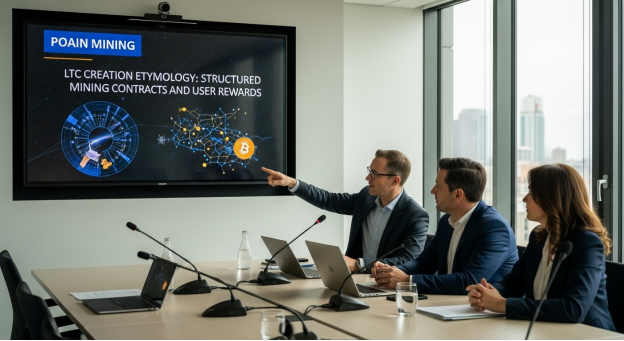 POAIN MINING
LTC CREATION ETYMOLOGY: STRUCTURED
MINING CONTRACTS AND USER REWARDS